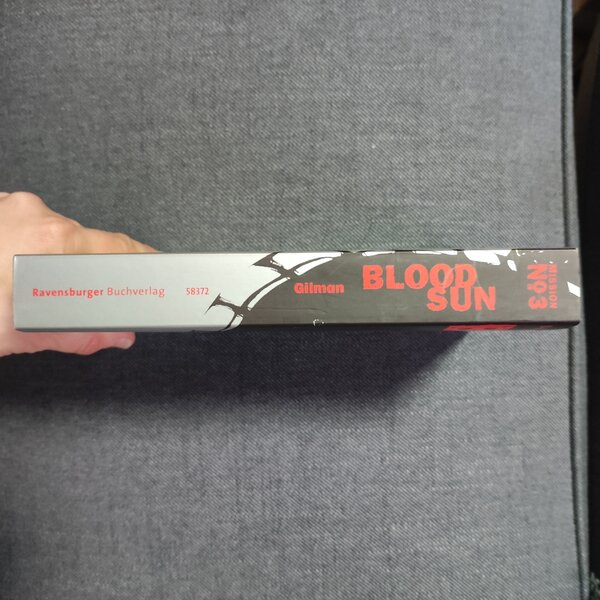 Ravensburger Buchverlag
58372
Gilman
BLOOD
SUN
MISSION
No3